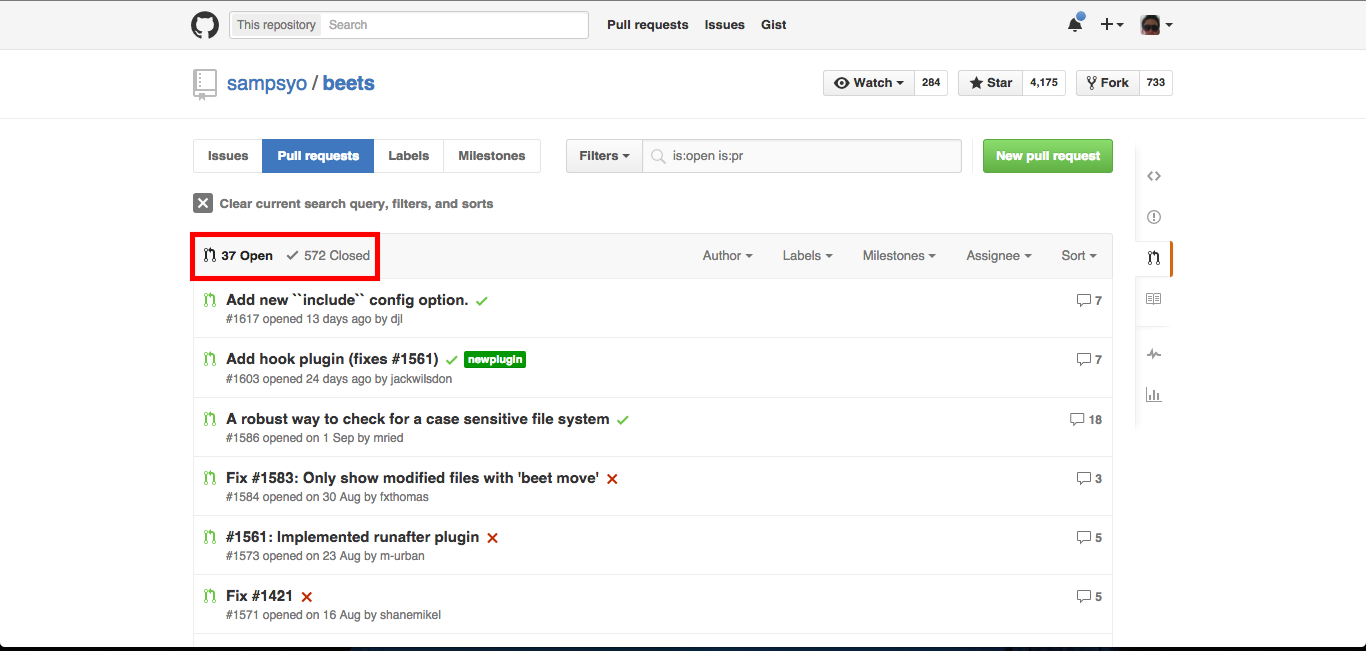 This repository Search Pull requests Issues Gist
sampsyo / beets Watch 284 Star 4,175 Fork 733
Issues Pull requests Labels Milestones Filters is:open is:pr New pull request
Clear current search query, filters, and sorts
37 Open 572 Closed Author Labels Milestones Assignee Sort
Add new ``include`` config option. 7
#1617 opened 13 days ago by djl
Add hook plugin (fixes #1561) newplugin 7
#1603 opened 24 days ago by jackwilsdon
A robust way to check for a case sensitive file system 18
#1586 opened on 1 Sep by mried
Fix #1583: Only show modified files with 'beet move' 3
#1584 opened on 30 Aug by fxthomas
#1561: Implemented runafter plugin 5
#1573 opened on 23 Aug by m-urban
Fix #1421 5
#1571 opened on 16 Aug by shanemikel